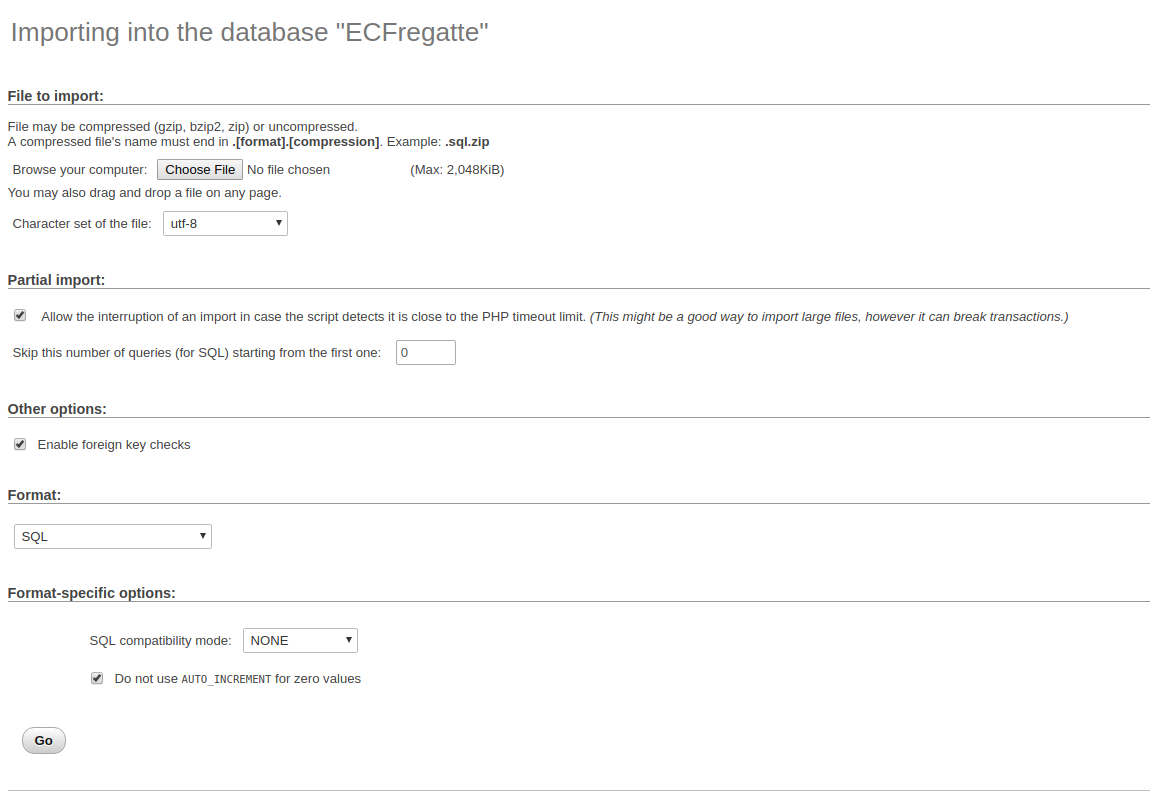 Importing into the database "ECFregatte"
File to import:
File may be compressed (gzip, bzip2, zip) or uncompressed.
A compressed file's name must end in .[format].[compression]. Example: .sql.zip
Browse your computer: Choose File No file chosen (Max: 2,048KiB)
You may also drag and drop a file on any page.
Character set of the file: utf-8
Partial import:
Allow the interruption of an import in case the script detects it is close to the PHP timeout limit. (This might be a good way to import large files, however it can break transactions.)
Skip this number of queries (for SQL) starting from the first one: 0
Other options:
Enable foreign key checks
Format:
SQL
Format-specific options:
SQL compatibility mode: NONE
Do not use AUTO_INCREMENT for zero values
Go